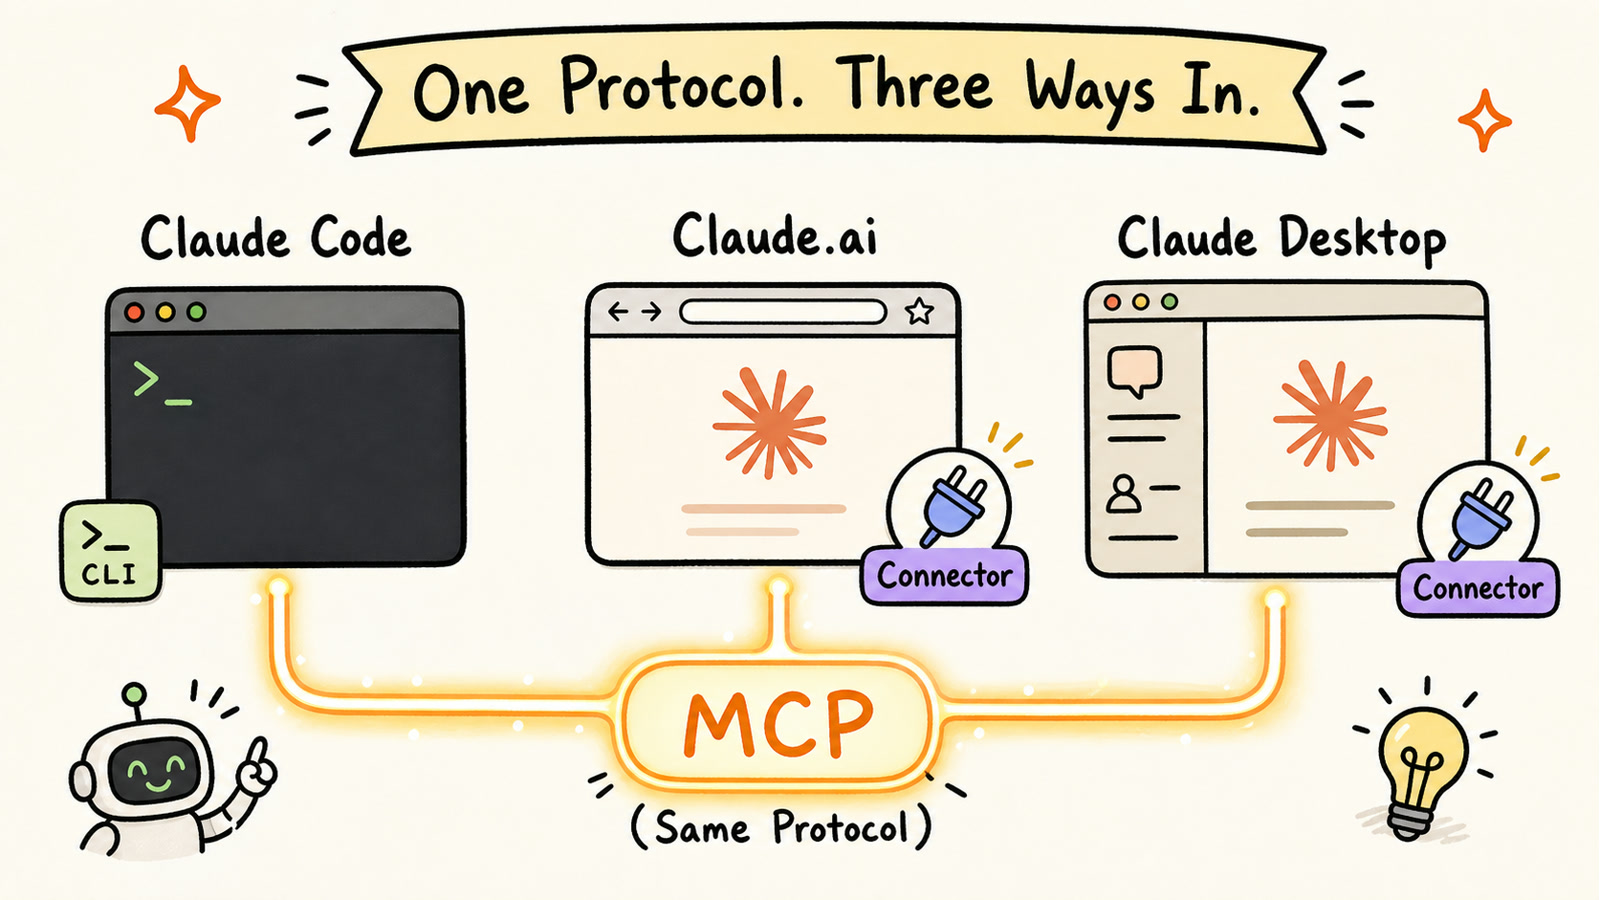 One Protocol. Three Ways In.
Claude Code
Claude.ai
Claude Desktop
>_
>_
CLI
Connector
Connector
MCP
(Same Protocol)